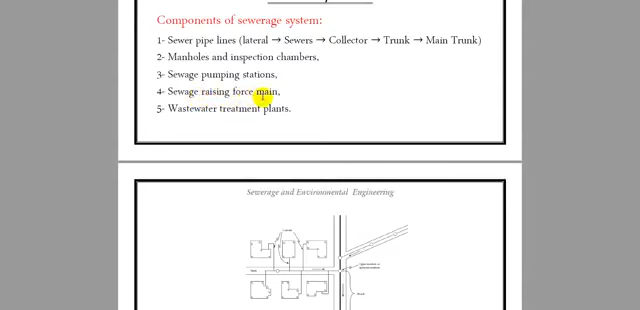 Components of sewerage system:
1- Sewer pipe lines (lateral → Sewers → Collector → Trunk → Main Trunk)
2- Manholes and inspection chambers,
3- Sewage pumping stations,
4- Sewage raising force main,
5- Wastewater treatment plants.
Sewerage and Environmental Engineering